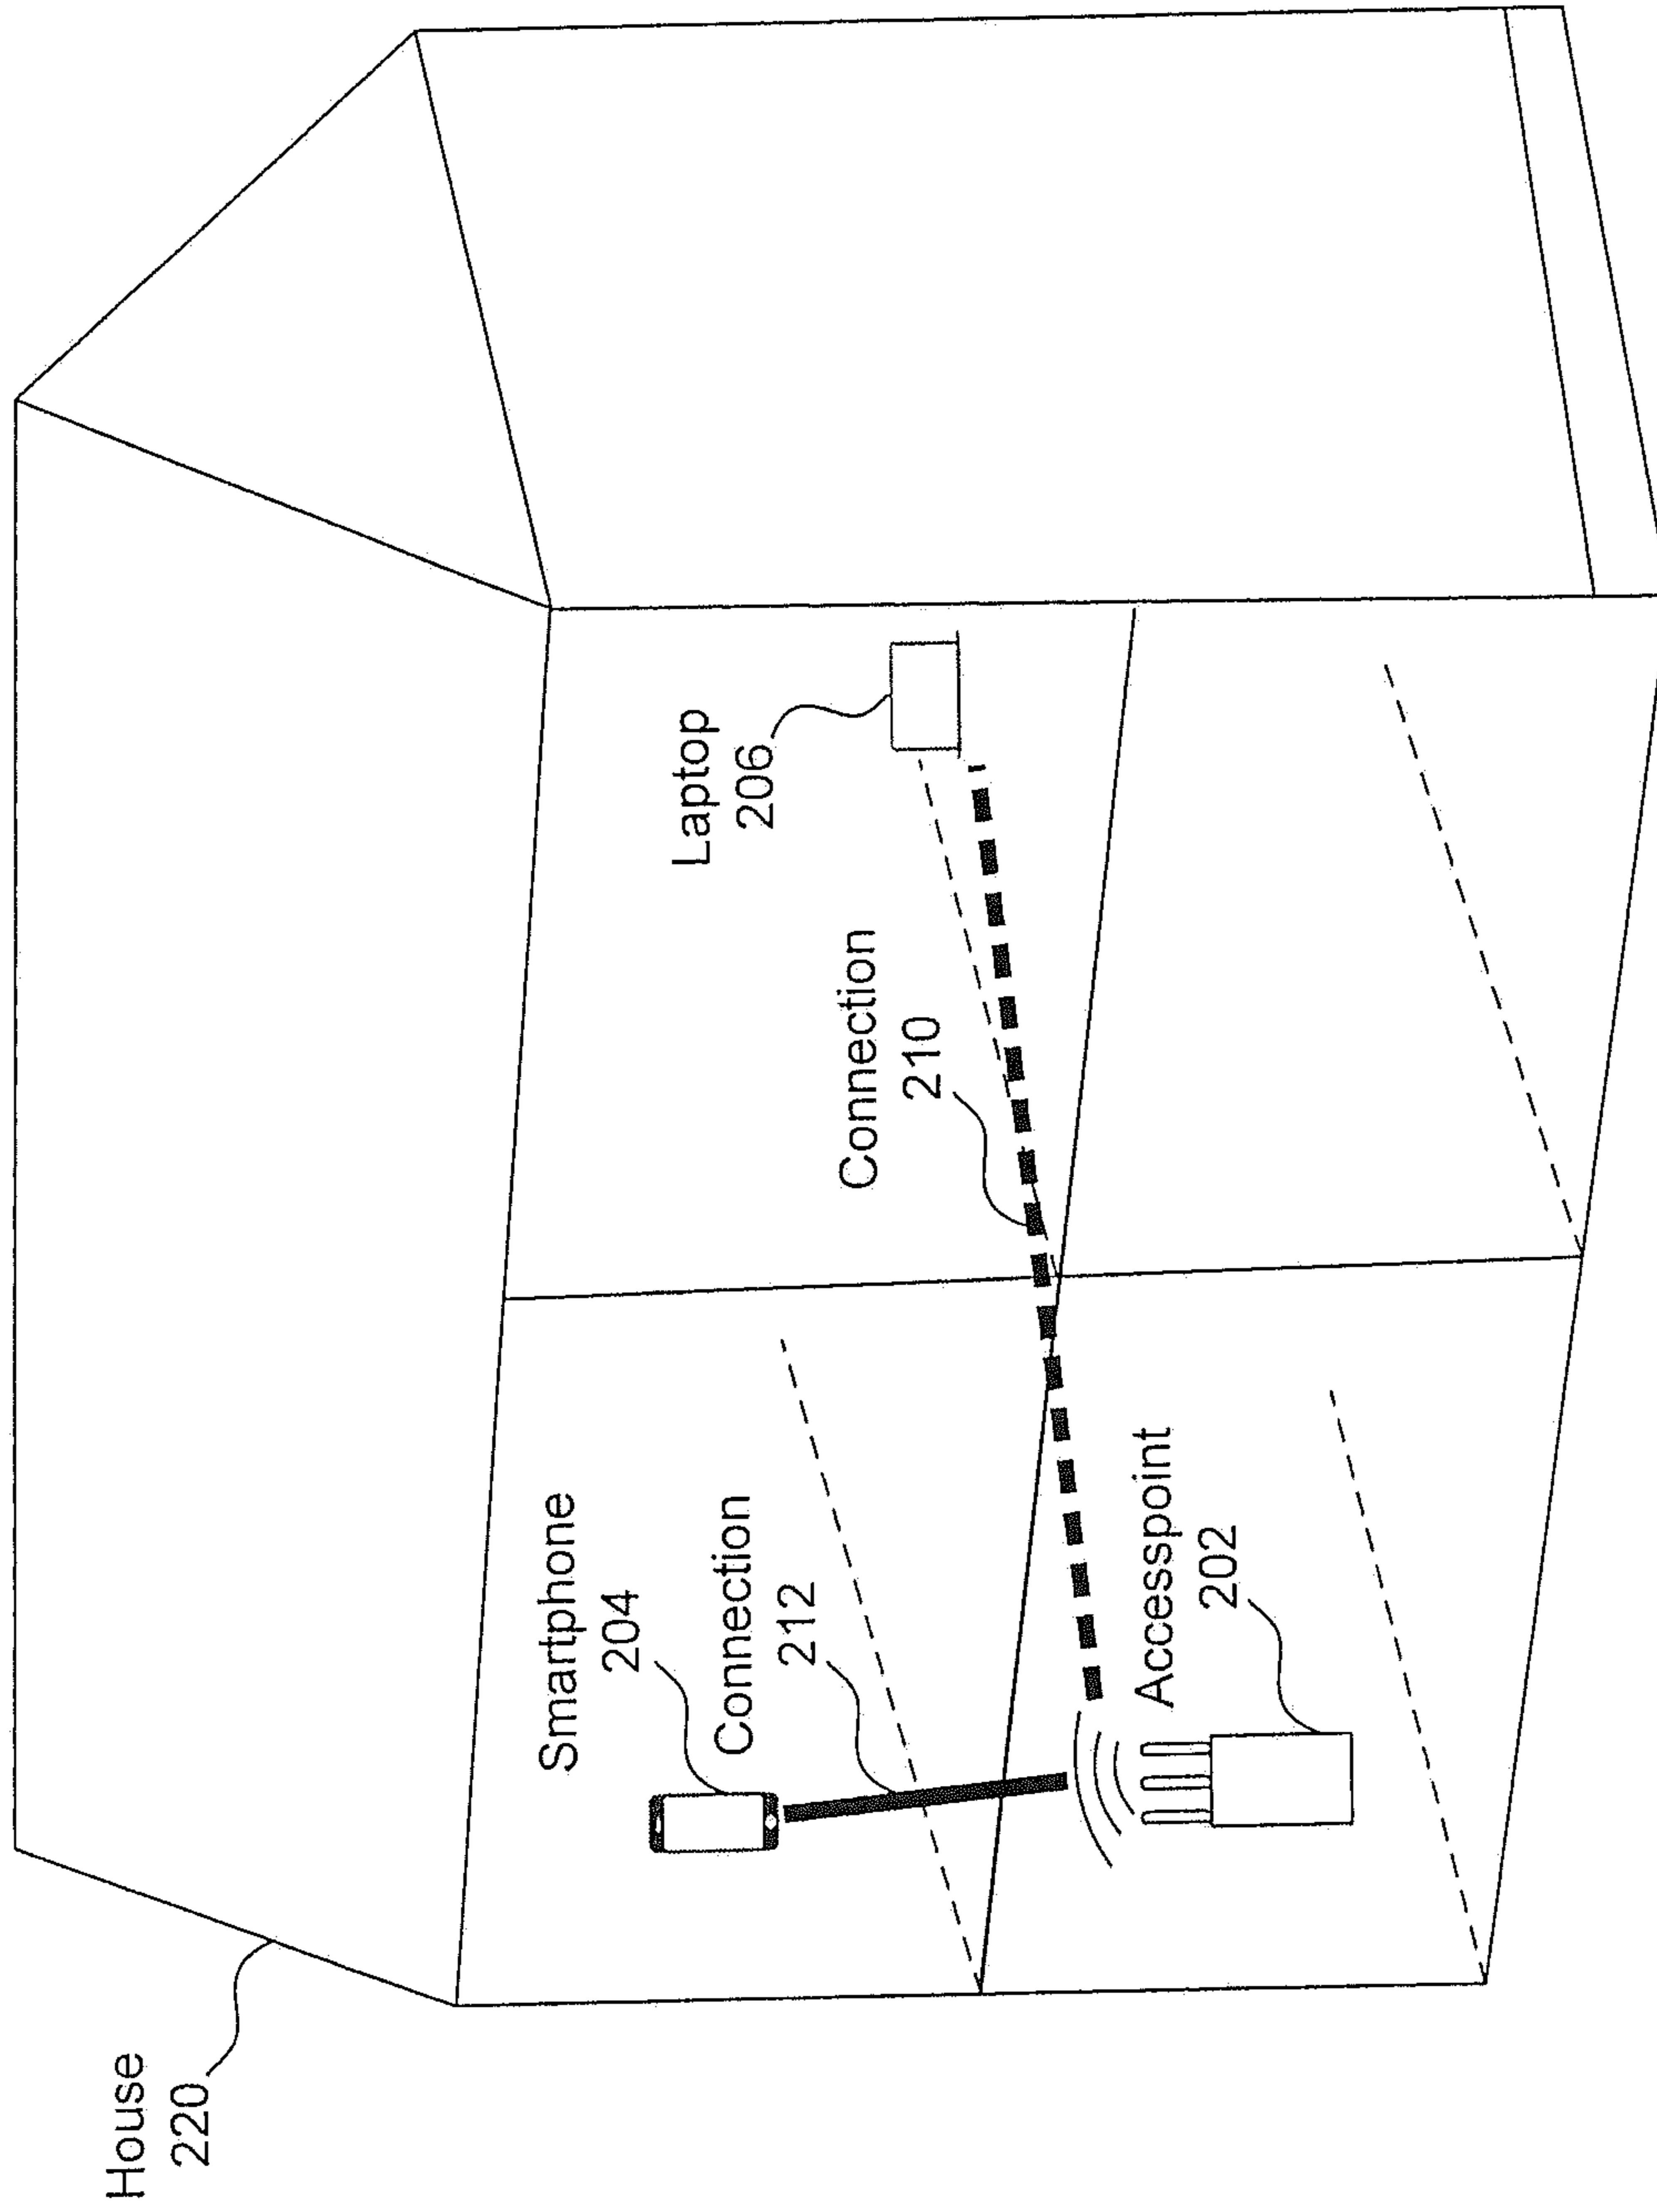 House
220
Smartphone
204
Connection
212
Accesspoint
202
Connection
210
Laptop
206